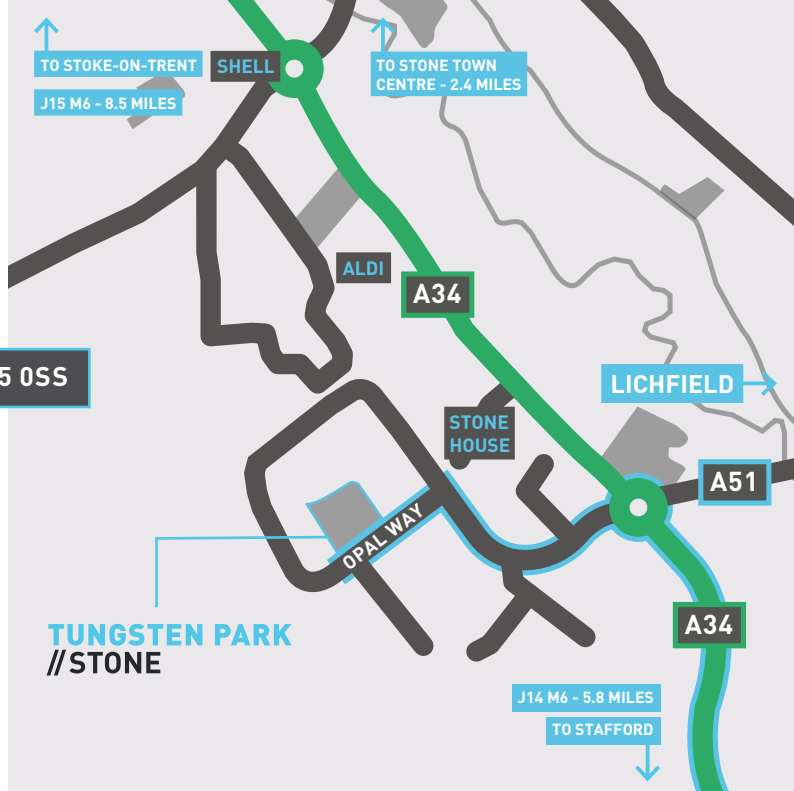 TO STOKE-ON-TRENT
J15 M6 - 8.5 MILES
SHELL
TO STONE TOWN
CENTRE - 2.4 MILES
ALDI
A34
5 0SS
LICHFIELD
STONE
HOUSE
A51
OPAL WAY
TUNGSTEN PARK
//STONE
A34
J14 M6 - 5.8 MILES
TO STAFFORD